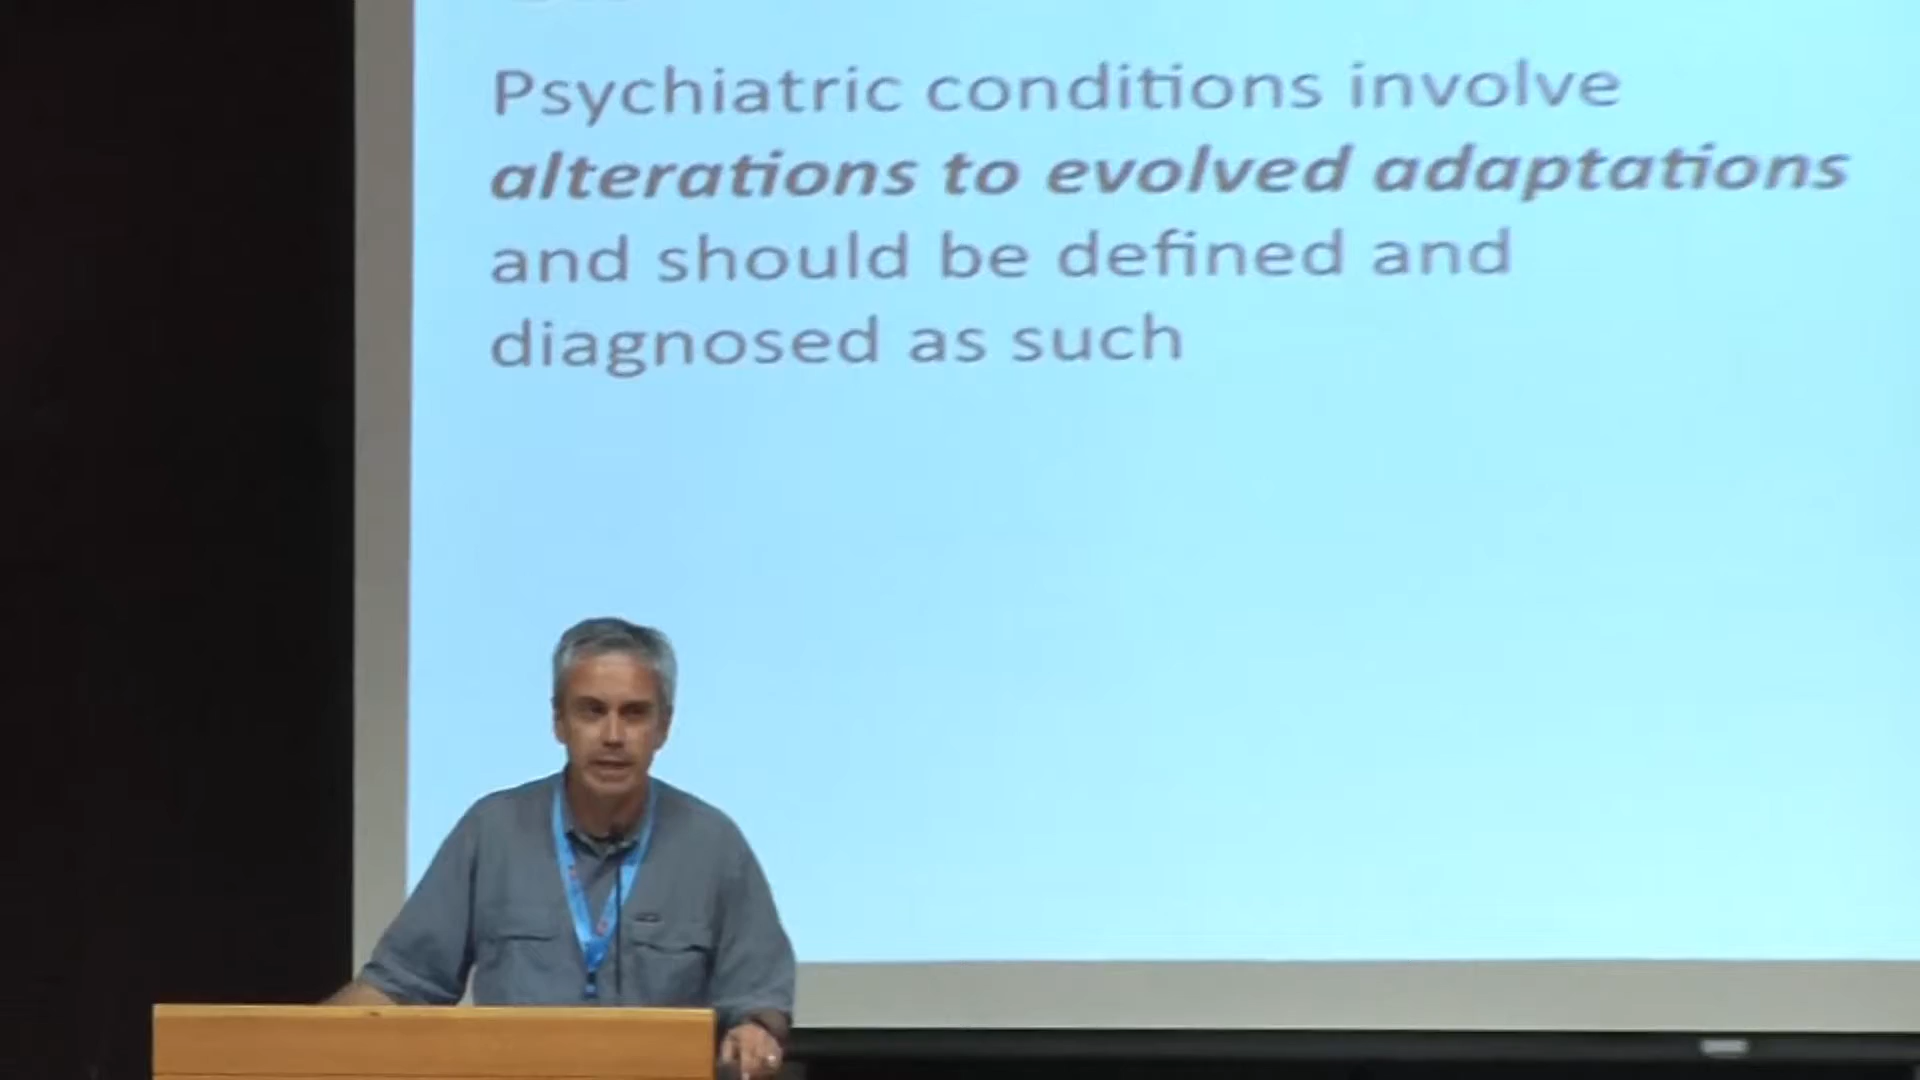 Psychiatric conditions involve
alterations to evolved adaptations
and should be defined and
diagnosed as such